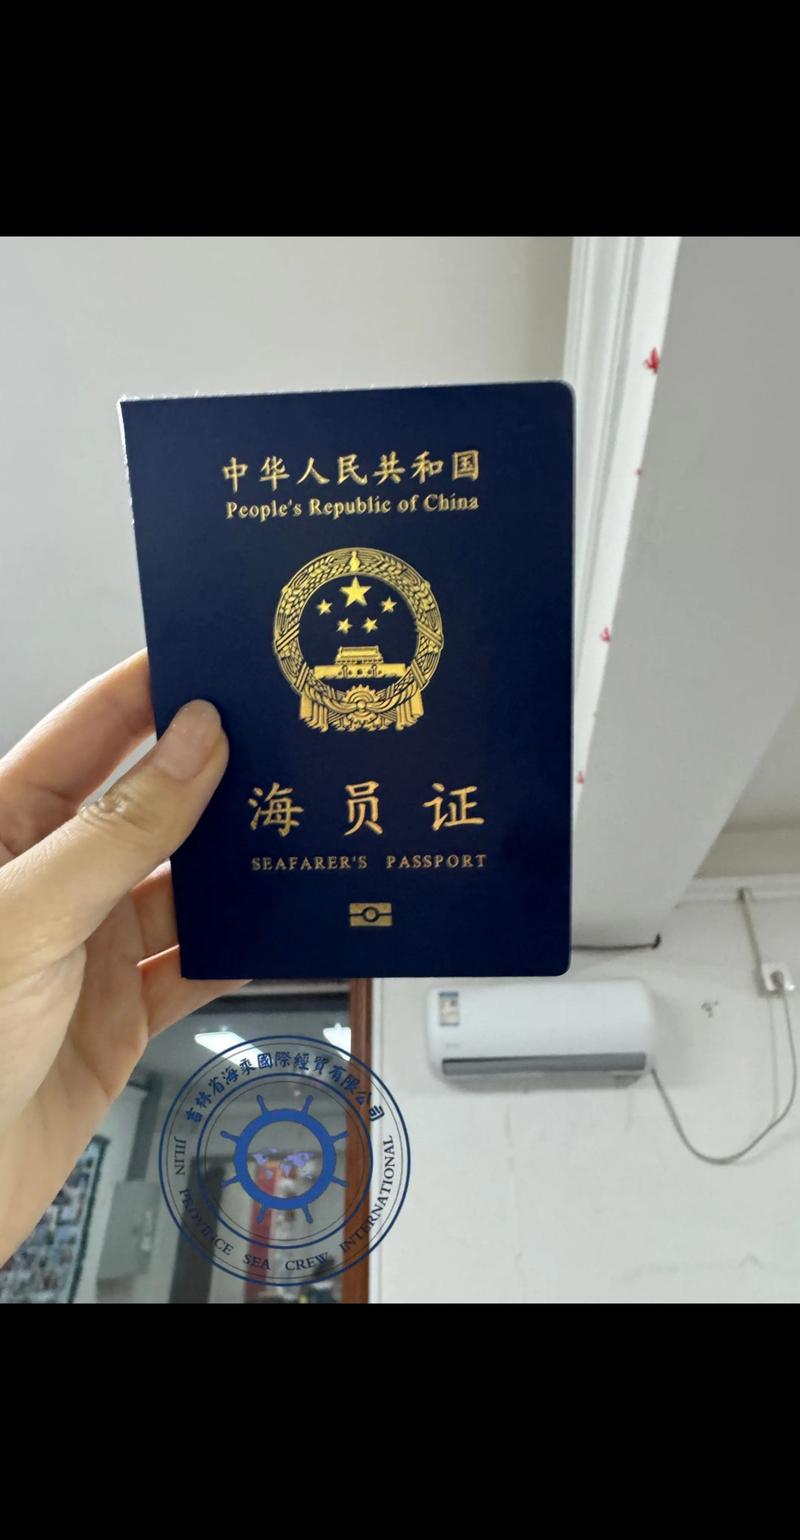 中华人民共和国
People's Republic of China
海员证
SEAFARER'S PASSPORT
吉林省海乘國際經貿有限公司
JILIN PROVINCE SEA CREW INTERNATIONAL